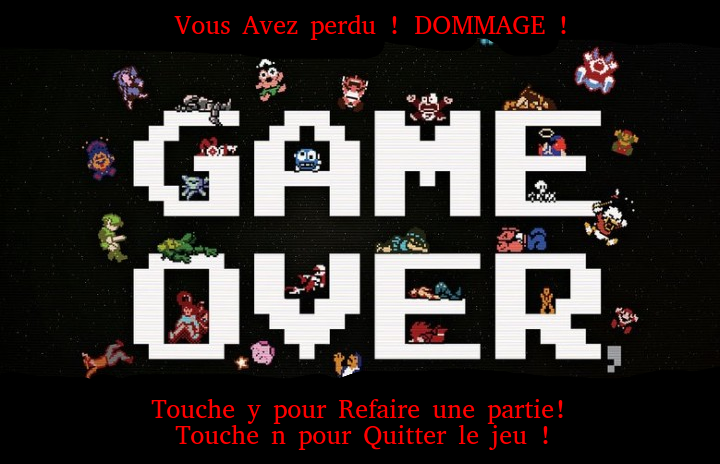 Vous Avez perdu ! DOMMAGE !
GAME
OVER
Touche y pour Refaire une partie!
Touche n pour Quitter le jeu !